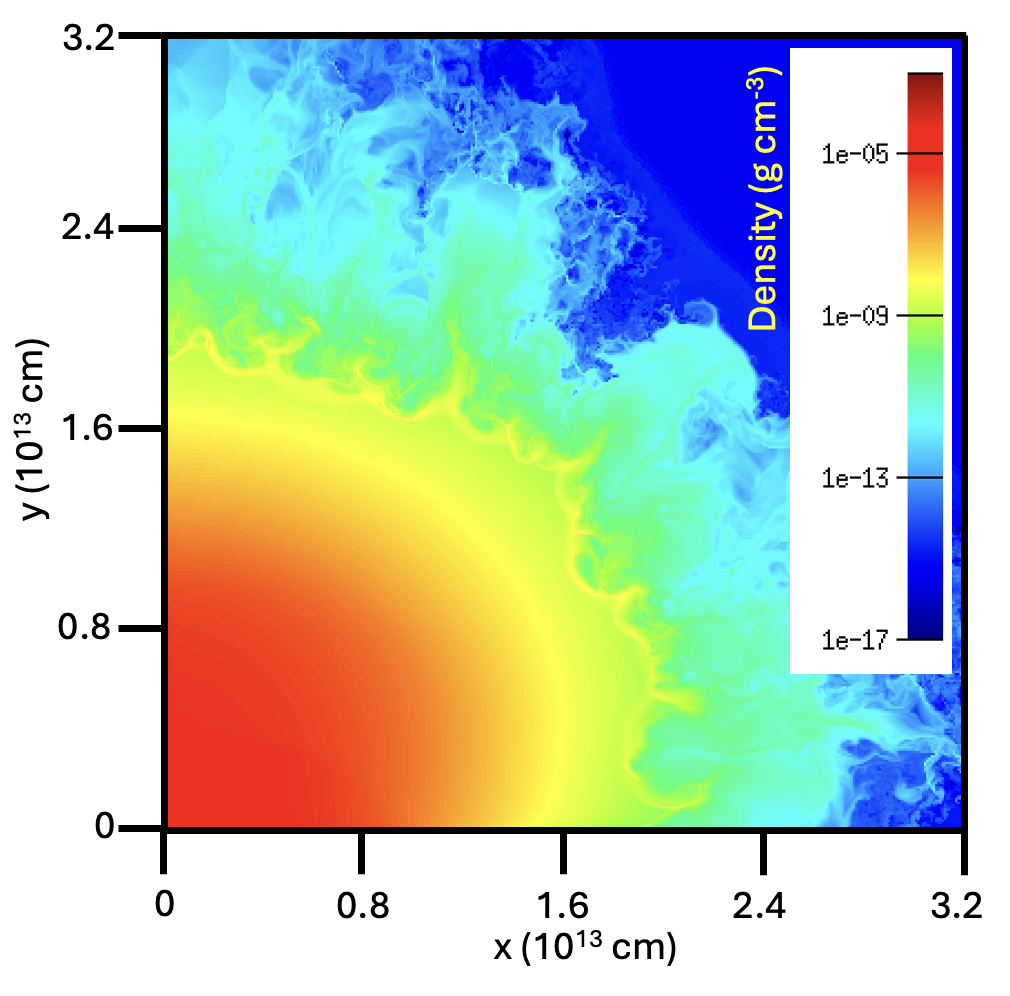 3.2
2.4
1.6
0.8
0
y (10¹³ cm)
Density (g cm⁻³)
1e-05
1e-09
1e-13
1e-17
0
0.8
1.6
2.4
3.2
x (10¹³ cm)